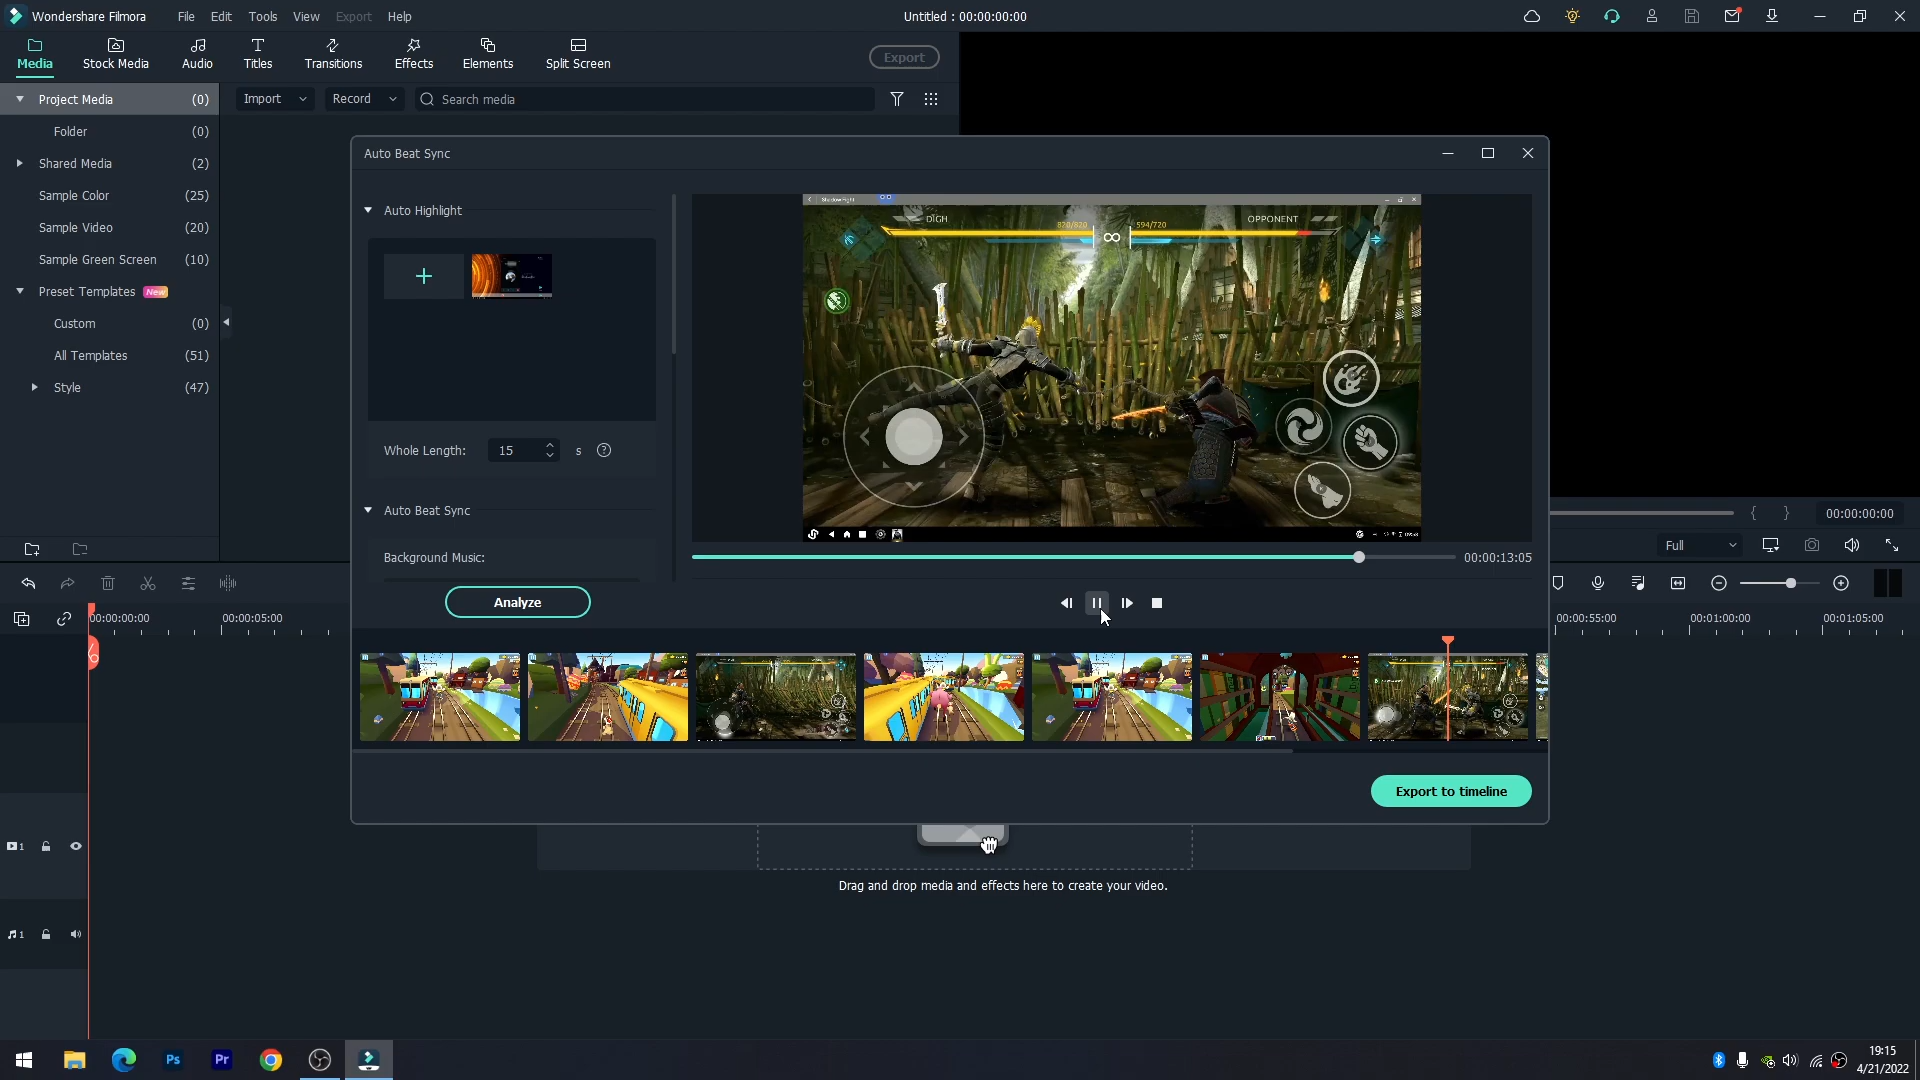 Wondershare Filmora File Edit Tools View Export Help Untitled : 00:00:00:00
Media Stock Media Audio Titles Transitions Effects Elements Split Screen Export
Project Media (0) Import Record Search media
Folder (0)
Shared Media (2)
Sample Color (25)
Sample Video (20)
Sample Green Screen (10)
Preset Templates New
Custom (0)
All Templates (51)
Style (47)
Auto Beat Sync
Auto Highlight
Whole Length: 15 s ?
Auto Beat Sync
Background Music:
Analyze
Shadow Fight
DIGH
820/820
594/720
OPPONENT
00:00:13:05
00:00:00:00
Full
00:00:00:00 00:00:05:00 00:00:55:00 00:01:00:00 00:01:05:00
Export to timeline
1
Drag and drop media and effects here to create your video.
1
Ps Pr
19:15
4/21/2022